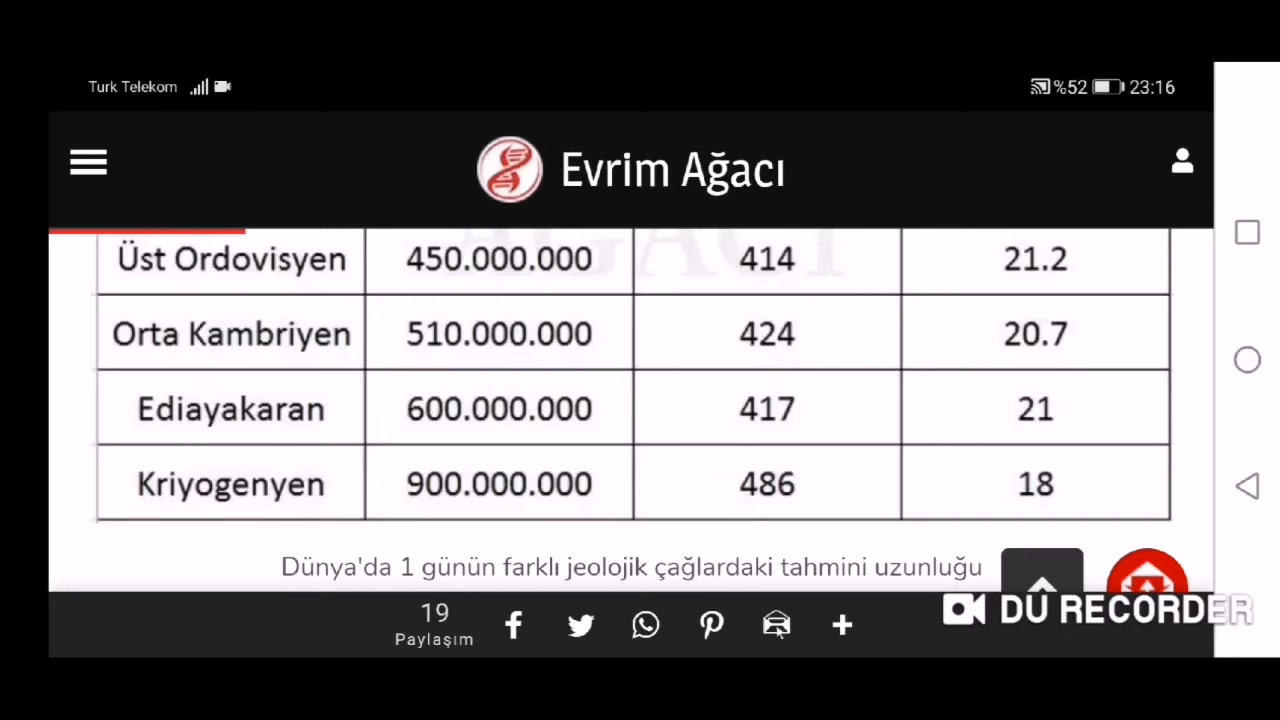 Turk Telekom %52 23:16
Evrim Ağacı
AĞACI
Üst Ordovisyen 450.000.000 414 21.2
Orta Kambriyen 510.000.000 424 20.7
Ediayakaran 600.000.000 417 21
Kriyogenyen 900.000.000 486 18
Dünya'da 1 günün farklı jeolojik çağlardaki tahmini uzunluğu
19
Paylaşım
DU RECORDER